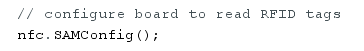 // configure board to read RFID tags
nfc.SAMConfig();